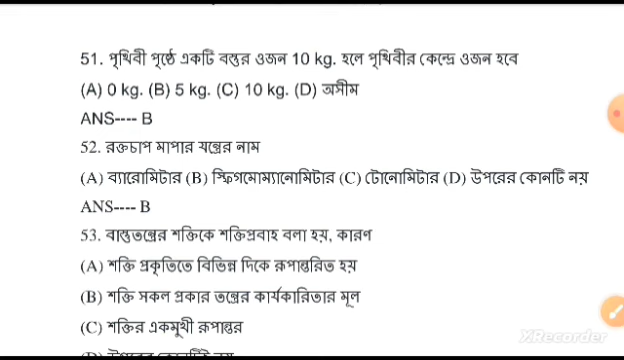 51. পৃথিবী পৃষ্ঠে একটি বস্তুর ওজন 10 kg. হলে পৃথিবীর কেন্দ্রে ওজন হবে
(A) 0 kg. (B) 5 kg. (C) 10 kg. (D) অসীম
ANS---- B
52. রক্তচাপ মাপার যন্ত্রের নাম
(A) ব্যারোমিটার (B) স্ফিগমোম্যানোমিটার (C) টোনোমিটার (D) উপরের কোনটি নয়
ANS---- B
53. বাস্তুতন্ত্রের শক্তিকে শক্তিপ্রবাহ বলা হয়, কারণ
(A) শক্তি প্রকৃতিতে বিভিন্ন দিকে রূপান্তরিত হয়
(B) শক্তি সকল প্রকার তন্ত্রের কার্যকারিতার মূল
(C) শক্তির একমুখী রূপান্তর
XRecorder